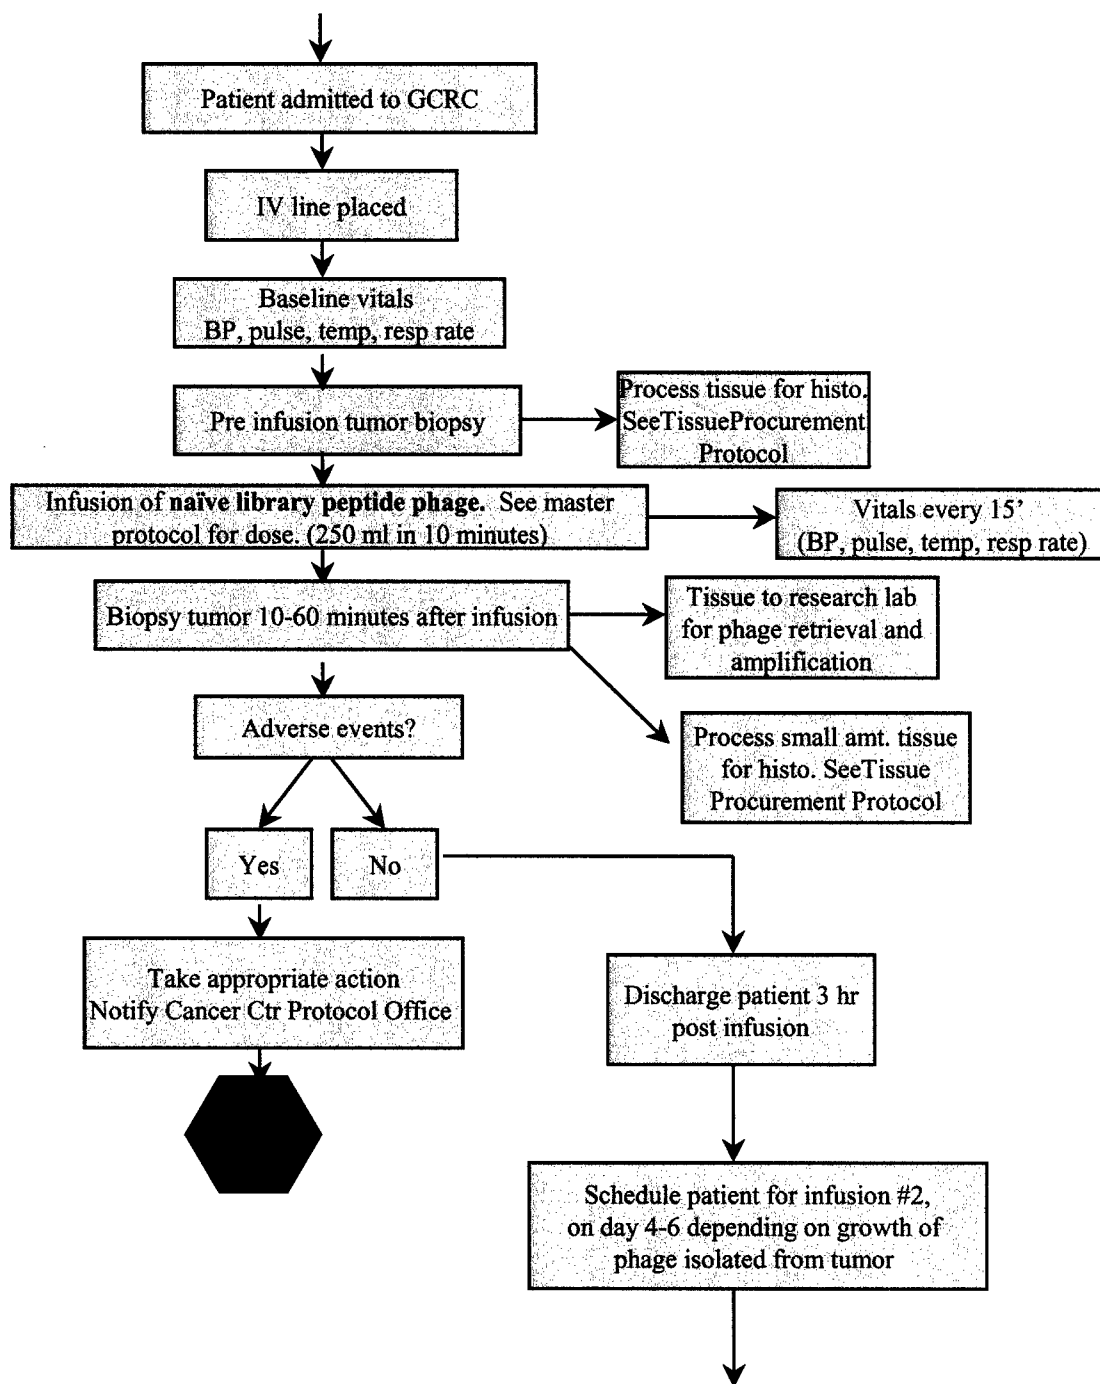 Patient admitted to GCRC
IV line placed
Baseline vitals
BP, pulse, temp, resp rate
Pre infusion tumor biopsy
Process tissue for histo.
SeeTissueProcurement
Protocol
Infusion of naïve library peptide phage. See master
protocol for dose. (250 ml in 10 minutes)
Vitals every 15’
(BP, pulse, temp, resp rate)
Biopsy tumor 10-60 minutes after infusion
Tissue to research lab
for phage retrieval and
amplification
Process small amt. tissue
for histo. SeeTissue
Procurement Protocol
Adverse events?
Yes
No
Take appropriate action
Notify Cancer Ctr Protocol Office
Discharge patient 3 hr
post infusion
Schedule patient for infusion #2,
on day 4-6 depending on growth of
phage isolated from tumor